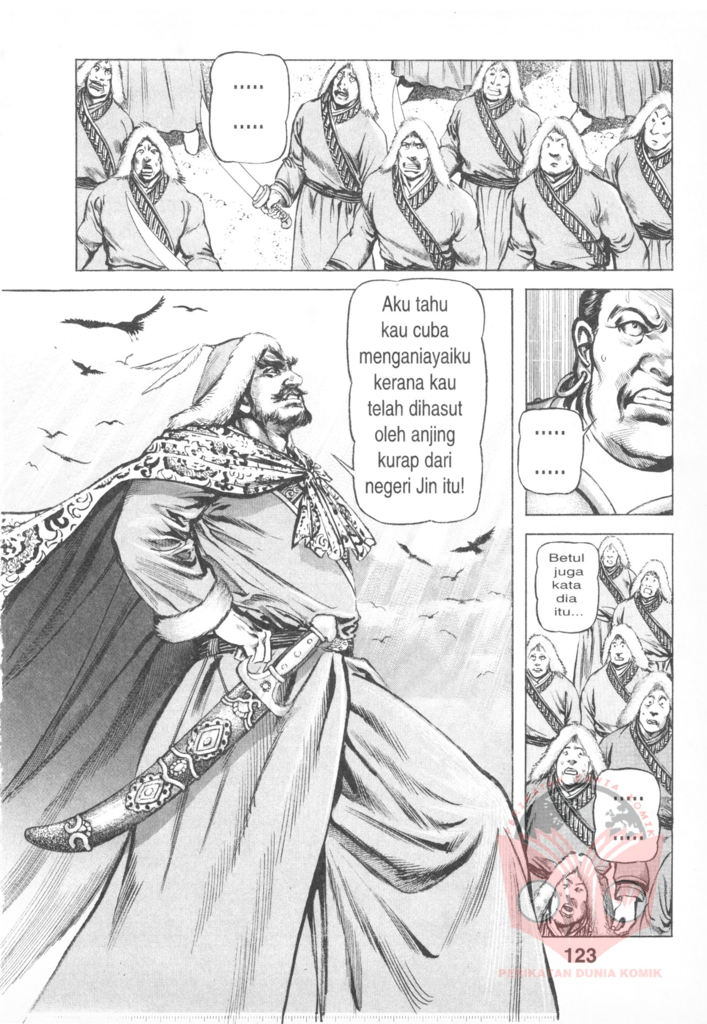 .....
.....
Aku tahu
kau cuba
menganiayaiku
kerana kau
telah dihasut
oleh anjing
kurap dari
negeri Jin itu!
.....
.....
Betul
juga
kata
dia
itu...
.....
.....
123
PERIKATAN DUNIA KOMIK